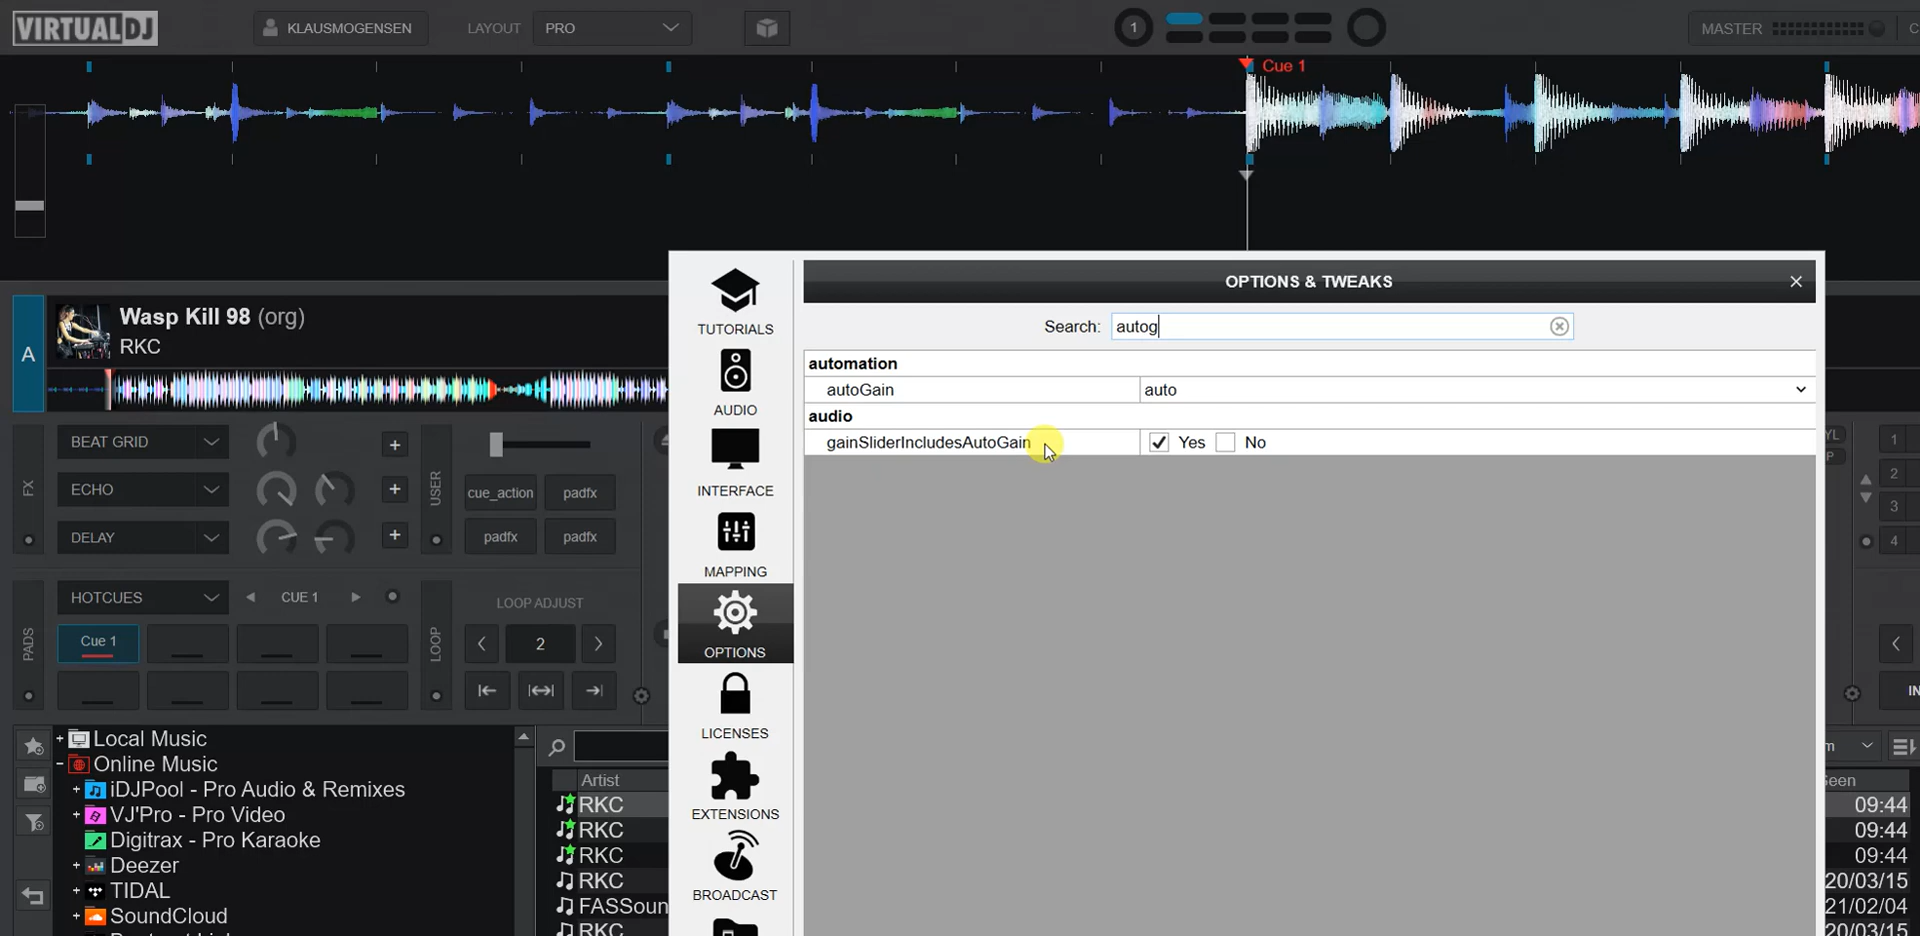 VIRTUALDJ
KLAUSMOGENSEN
LAYOUT
PRO
1
MASTER
Cue 1
OPTIONS & TWEAKS
Search: autog
automation
autoGain auto
audio
gainSliderIncludesAutoGain Yes No
TUTORIALS
AUDIO
INTERFACE
MAPPING
OPTIONS
LICENSES
EXTENSIONS
BROADCAST
A
Wasp Kill 98 (org)
RKC
FX
BEAT GRID
ECHO
DELAY
USER
cue_action padfx
padfx padfx
1
2
3
4
PADS
HOTCUES
CUE 1
Cue 1
LOOP
LOOP ADJUST
2
IN
Local Music
Online Music
iDJPool - Pro Audio & Remixes
VJ'Pro - Pro Video
Digitrax - Pro Karaoke
Deezer
TIDAL
SoundCloud
Artist
RKC
RKC
RKC
RKC
FASSoun
RKC
Seen
09:44
09:44
09:44
20/03/15
21/02/04
20/03/15